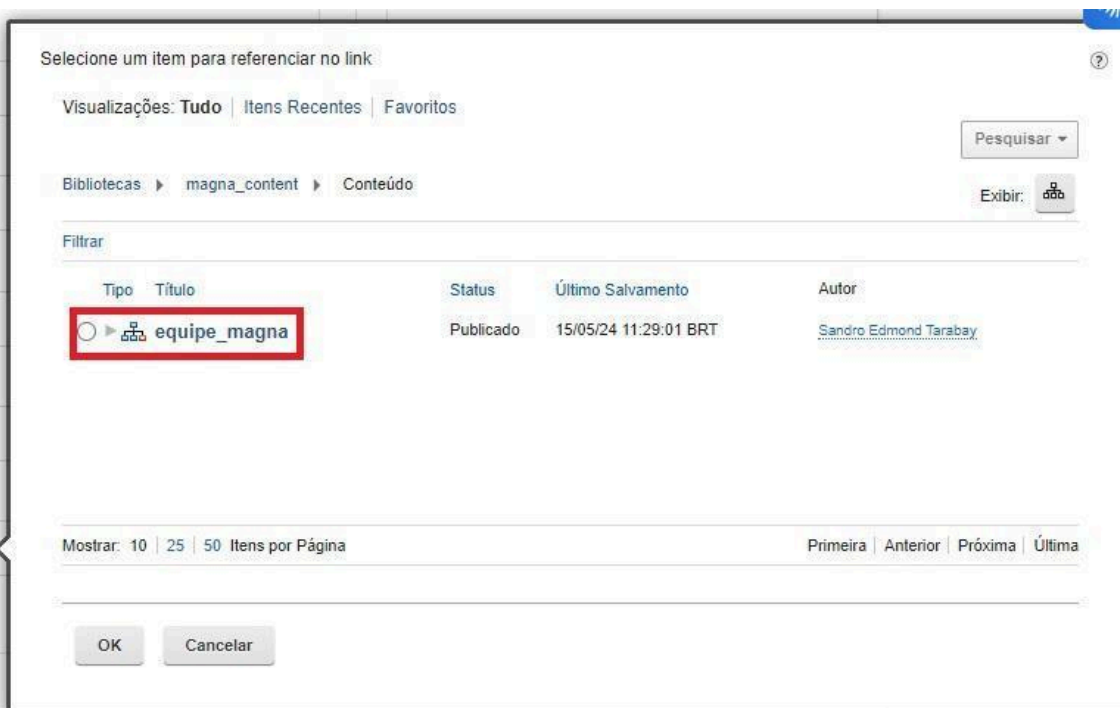 Selecione um item para referenciar no link
Visualizações: Tudo | Itens Recentes | Favoritos
Pesquisar
Bibliotecas magna_content Conteúdo
Exibir:
Filtrar
Tipo Título Status Último Salvamento Autor
equipe_magna Publicado 15/05/24 11:29:01 BRT Sandro Edmond Tarabay
Mostrar: 10 | 25 | 50 Itens por Página Primeira | Anterior | Próxima | Última
OK Cancelar